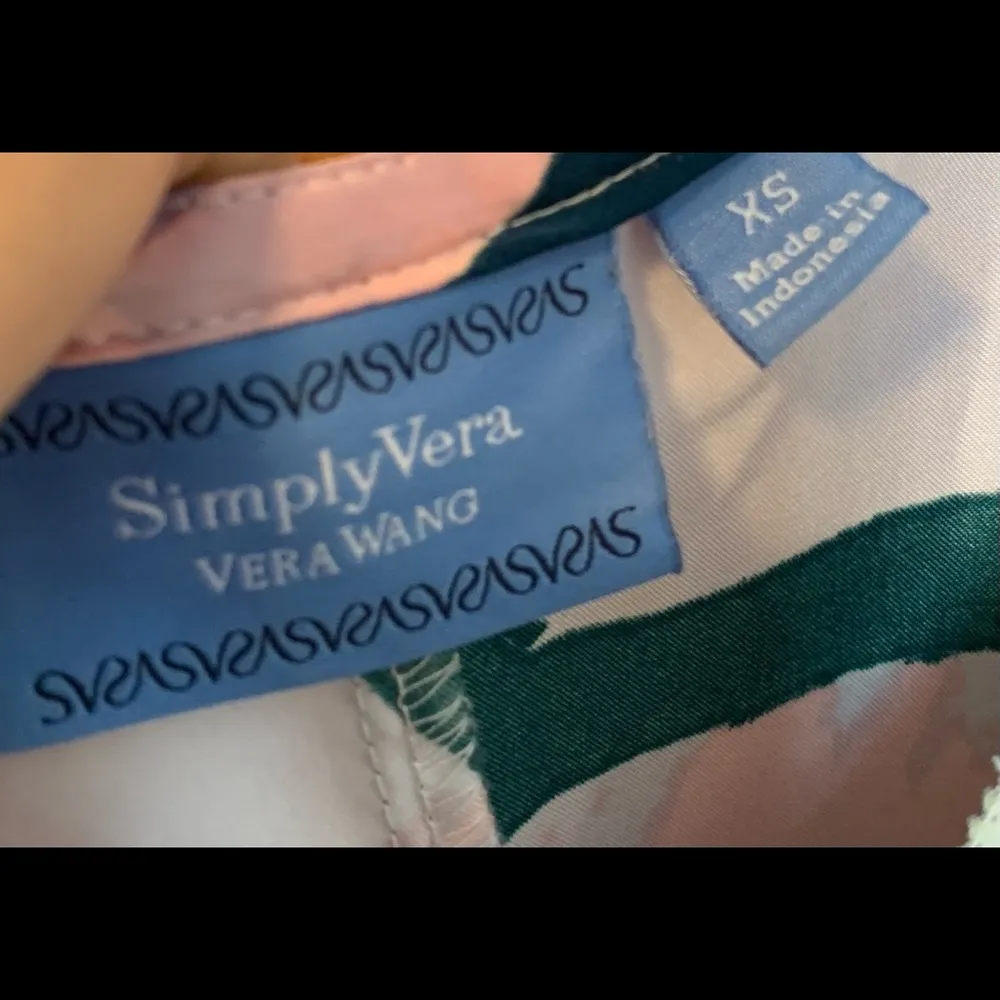 XS
Made in
Indonesia
SimplyVera
VERA WANG